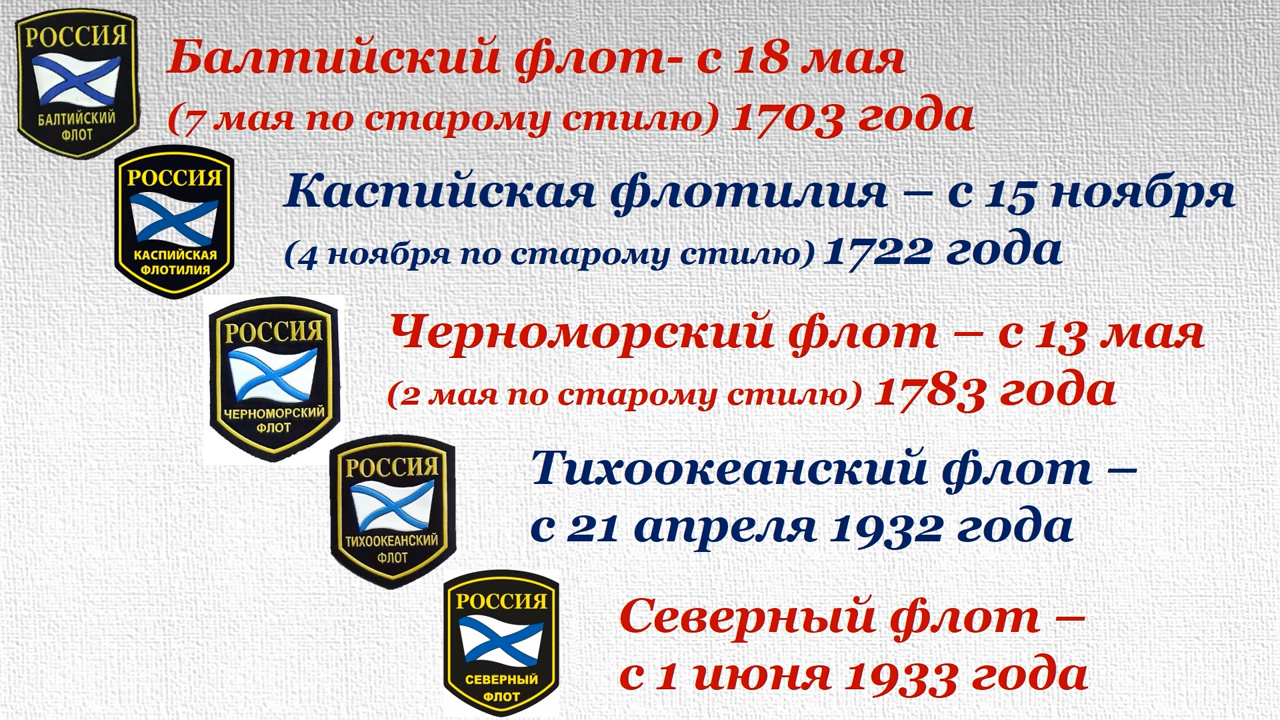 РОССИЯ
БАЛТИЙСКИЙ
ФЛОТ
Балтийский флот- с 18 мая
(7 мая по старому стилю) 1703 года
РОССИЯ
КАСПИЙСКАЯ
ФЛОТИЛИЯ
Каспийская флотилия – с 15 ноября
(4 ноября по старому стилю) 1722 года
РОССИЯ
ЧЕРНОМОРСКИЙ
ФЛОТ
Черноморский флот – с 13 мая
(2 мая по старому стилю) 1783 года
РОССИЯ
ТИХООКЕАНСКИЙ
ФЛОТ
Тихоокеанский флот –
с 21 апреля 1932 года
РОССИЯ
СЕВЕРНЫЙ
ФЛОТ
Северный флот –
с 1 июня 1933 года